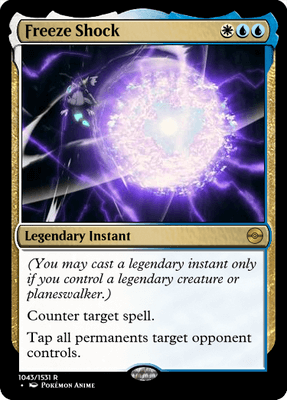 Freeze Shock
Legendary Instant
(You may cast a legendary instant only
if you control a legendary creature or
planeswalker.)
Counter target spell.
Tap all permanents target opponent
controls.
1043/1531 R
• Pokémon Anime